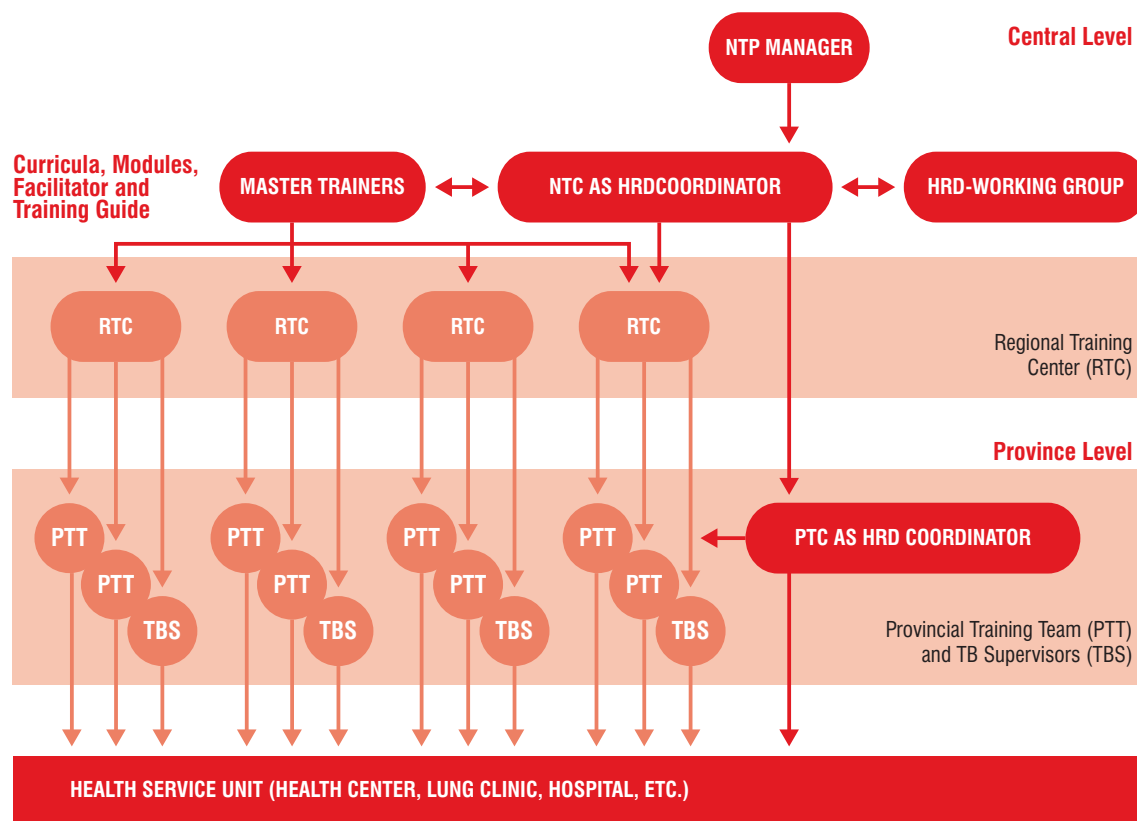 NTP MANAGER
Central Level
Curricula, Modules,
Facilitator and
Training Guide
MASTER TRAINERS
NTC AS HRDCOORDINATOR
HRD-WORKING GROUP
RTC
RTC
RTC
RTC
Regional Training
Center (RTC)
Province Level
PTT
PTT
TBS
PTT
PTT
TBS
PTT
PTT
TBS
PTT
PTT
TBS
PTC AS HRD COORDINATOR
Provincial Training Team (PTT)
and TB Supervisors (TBS)
HEALTH SERVICE UNIT (HEALTH CENTER, LUNG CLINIC, HOSPITAL, ETC.)